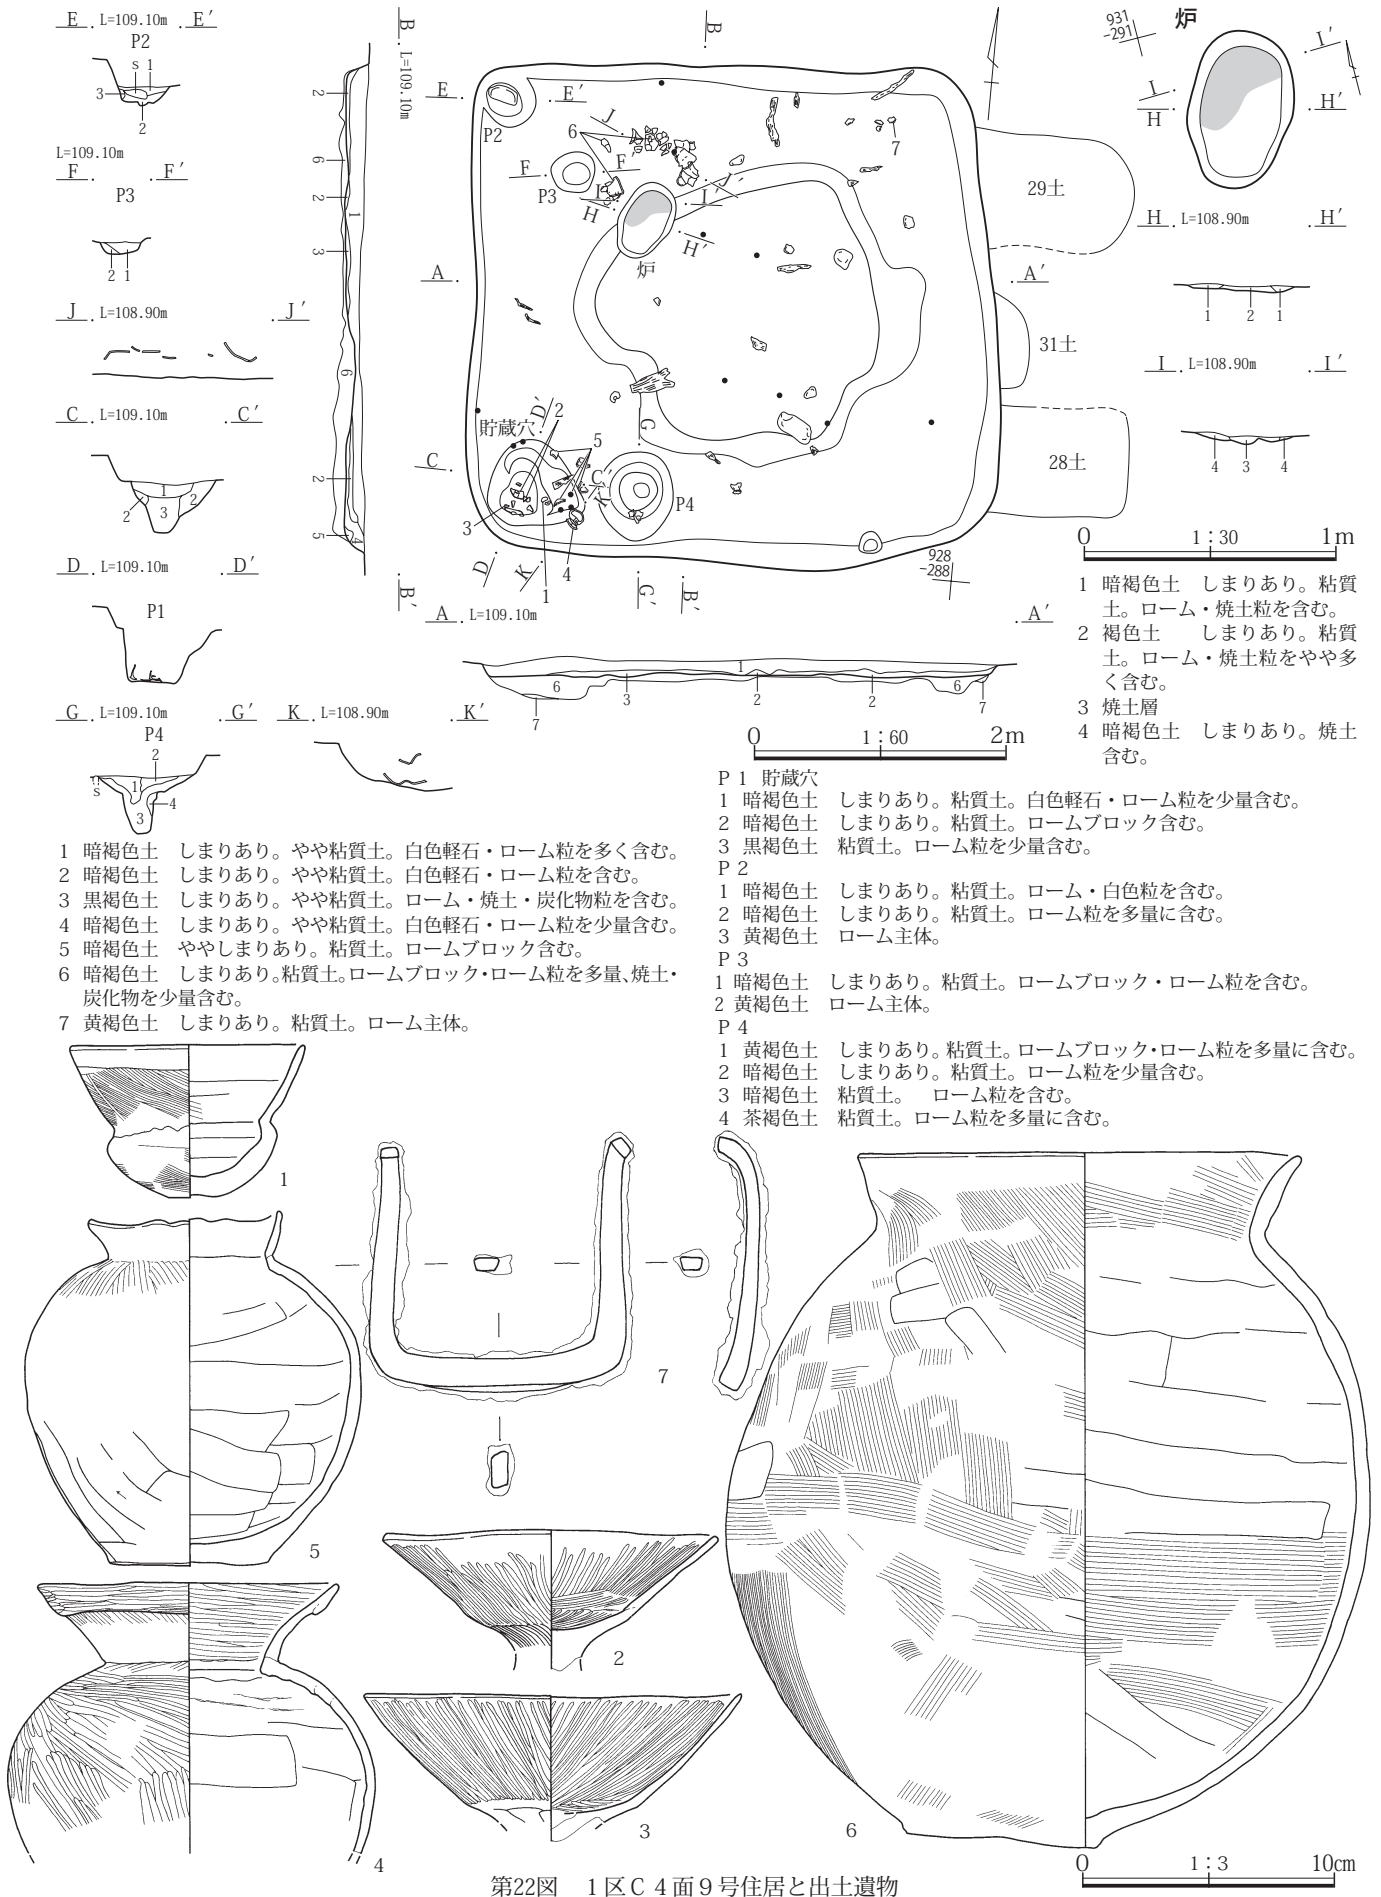 E L=109.10m E′
P2
s 1
3
2
L=109.10m
F F′
P3
2 1
J L=108.90m J′
C L=109.10m C′
1
2 2
3
D L=109.10m D′
P1
G L=109.10m G′
P4
2
s 1
4
3
K L=108.90m K′
B L=109.10m B′
2
6
2
1
3
6
2
5
4
B B′
E E′
P2
J J′
6
F F′
P3
I I′
H H′
炉
7
29土
A A′
31土
28土
貯蔵穴
D D′
2
5
C C′
G G′
K K′
P4
3
4
1
928
-288
A L=109.10m A′
1
6 6
3 2 2
7 7
0 1：60 2m
931
-291
炉
I I′
H H′
H L=108.90m H′
1 2 1
I L=108.90m I′
4 3 4
0 1：30 1m
1 暗褐色土 しまりあり。粘質
土。ローム・焼土粒を含む。
2 褐色土 しまりあり。粘質
土。ローム・焼土粒をやや多
く含む。
3 焼土層
4 暗褐色土 しまりあり。焼土
含む。
1 暗褐色土 しまりあり。やや粘質土。白色軽石・ローム粒を多く含む。
2 暗褐色土 しまりあり。やや粘質土。白色軽石・ローム粒を含む。
3 黒褐色土 しまりあり。やや粘質土。ローム・焼土・炭化物粒を含む。
4 暗褐色土 しまりあり。やや粘質土。白色軽石・ローム粒を少量含む。
5 暗褐色土 ややしまりあり。粘質土。ロームブロック含む。
6 暗褐色土 しまりあり。粘質土。ロームブロック・ローム粒を多量、焼土・
炭化物を少量含む。
7 黄褐色土 しまりあり。粘質土。ローム主体。
P1 貯蔵穴
1 暗褐色土 しまりあり。粘質土。白色軽石・ローム粒を少量含む。
2 暗褐色土 しまりあり。粘質土。ロームブロック含む。
3 黒褐色土 粘質土。ローム粒を少量含む。
P2
1 暗褐色土 しまりあり。粘質土。ローム・白色粒を含む。
2 暗褐色土 しまりあり。粘質土。ローム粒を多量に含む。
3 黄褐色土 ローム主体。
P3
1 暗褐色土 しまりあり。粘質土。ロームブロック・ローム粒を含む。
2 黄褐色土 ローム主体。
P4
1 黄褐色土 しまりあり。粘質土。ロームブロック・ローム粒を多量に含む。
2 暗褐色土 しまりあり。粘質土。ローム粒を少量含む。
3 暗褐色土 粘質土。 ローム粒を含む。
4 茶褐色土 粘質土。ローム粒を多量に含む。
1
5
7
2
4
3
6
0 1：3 10cm
第22図 1区C4面9号住居と出土遺物